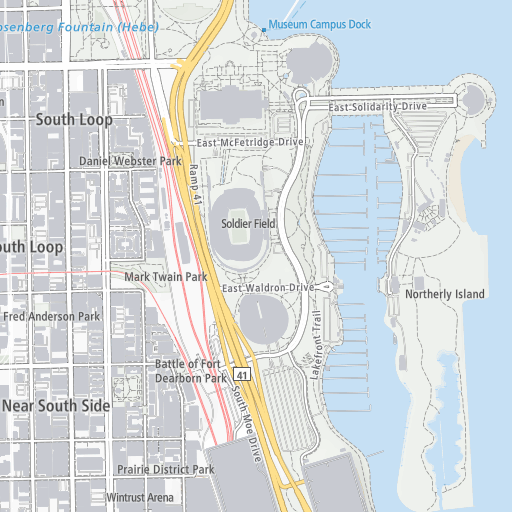 Museum Campus Dock
osenberg Fountain (Hebe)
East Solidarity Drive
South Loop
East McFetridge Drive
Daniel Webster Park
Ramp 41
Soldier Field
outh Loop
Mark Twain Park
East Waldron Drive
Northerly Island
Fred Anderson Park
Lakefront Trail
Battle of Fort
Dearborn Park
41
South Moe Drive
Near South Side
Prairie District Park
Wintrust Arena